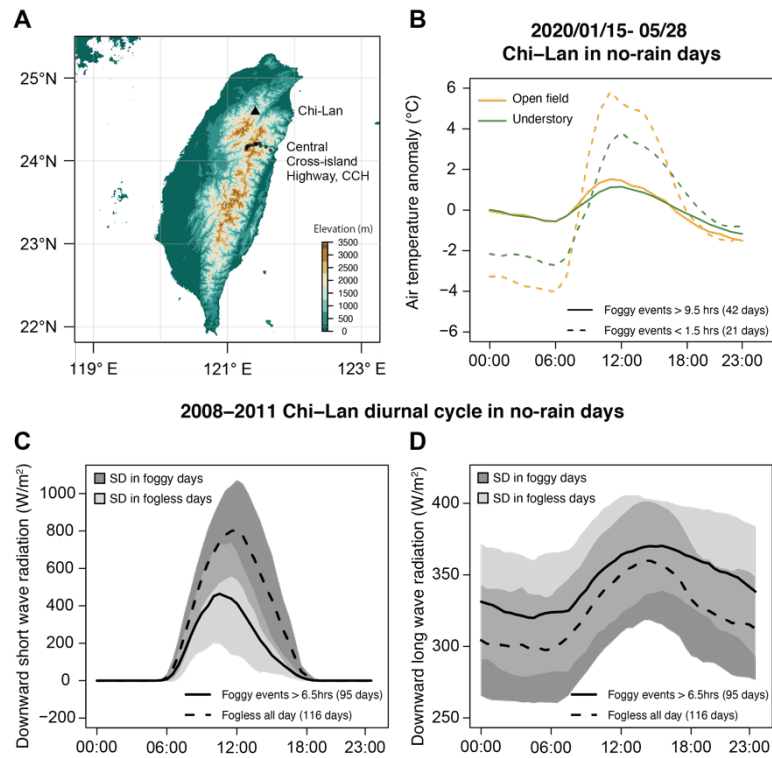 A
25°N
24°N
23°N
22°N
119° E
121° E
123° E
Chi–Lan
Central
Cross-island
Highway, CCH
Elevation (m)
3500
3000
2500
2000
1500
1000
500
0
B
2020/01/15- 05/28
Chi–Lan in no-rain days
Air temperature anomaly (°C)
6
4
2
0
−2
−4
−6
Open field
Understory
Foggy events > 9.5 hrs (42 days)
Foggy events < 1.5 hrs (21 days)
00:00
06:00
12:00
18:00
23:00
2008–2011 Chi–Lan diurnal cycle in no-rain days
C
Downward short wave radiation (W/m²)
1000
800
600
400
200
0
−200
SD in foggy days
SD in fogless days
Foggy events > 6.5hrs (95 days)
Fogless all day (116 days)
00:00
06:00
12:00
18:00
23:00
D
Downward long wave radiation (W/m²)
400
350
300
250
SD in foggy days
SD in fogless days
Foggy events > 6.5hrs (95 days)
Fogless all day (116 days)
00:00
06:00
12:00
18:00
23:00